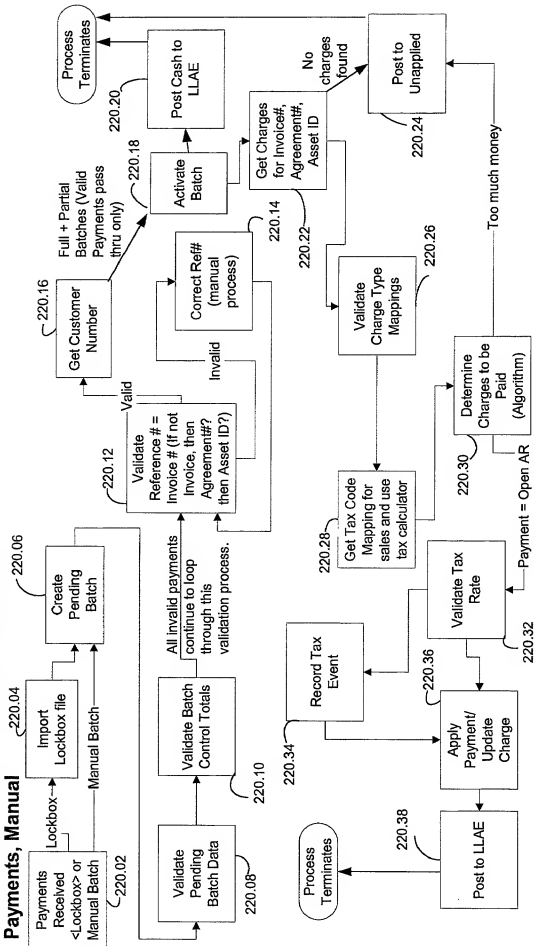 Payments, Manual
Payments
Received
<Lockbox> or
Manual Batch
220.02
Lockbox
Manual Batch
220.04
Import
Lockbox file
220.06
Create
Pending
Batch
Validate
Pending
Batch Data
220.08
Validate Batch
Control Totals
220.10
All invalid payments
continue to loop
through this
validation process.
220.12
Validate
Reference # =
Invoice # (If not
Invoice, then
Agreement#?
then Asset ID?)
Valid
Invalid
220.14
Correct Ref#
(manual
process)
220.16
Get Customer
Number
Full + Partial
Batches (Valid
Payments pass
thru only)
220.18
Activate
Batch
220.20
Post Cash to
LLAE
Process
Terminates
Get Charges
for Invoice#,
Agreement#,
Asset ID
220.22
No
charges
found
Post to
Unapplied
220.24
Validate
Charge Type
Mappings
220.26
Get Tax Code
Mapping for
sales and use
tax calculator
220.28
Determine
Charges to be
Paid
(Algorithm)
220.30
Too much money
Payment = Open AR
Validate Tax
Rate
220.32
Record Tax
Event
220.34
220.36
Apply
Payment/
Update
Charge
220.38
Post to LLAE
Process
Terminates